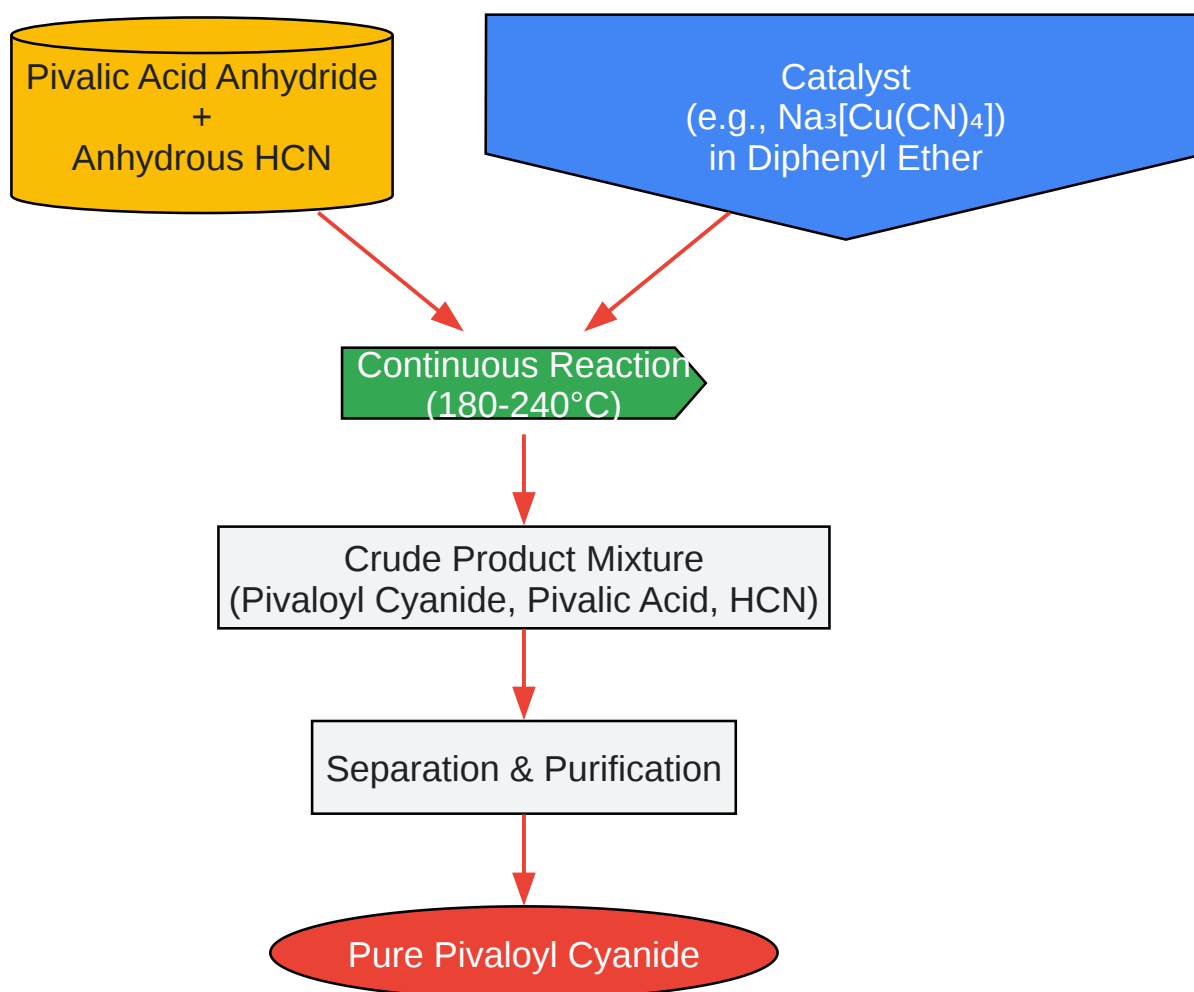 Pivalic Acid Anhydride
+
Anhydrous HCN
Catalyst
(e.g., Na₃[Cu(CN)₄])
in Diphenyl Ether
Continuous Reaction
(180-240°C)
Crude Product Mixture
(Pivaloyl Cyanide, Pivalic Acid, HCN)
Separation & Purification
Pure Pivaloyl Cyanide